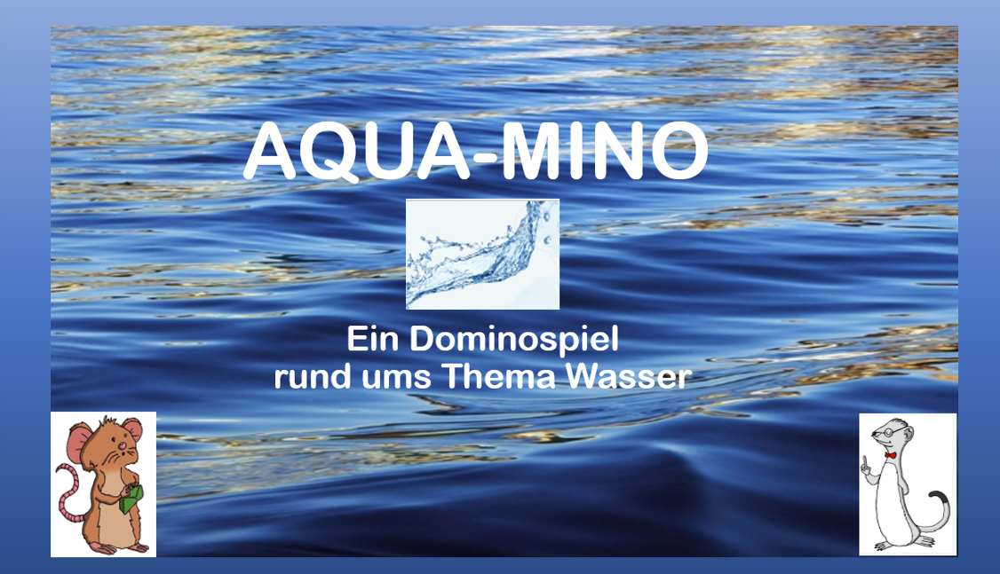 AQUA-MINO
Ein Dominospiel
rund ums Thema Wasser